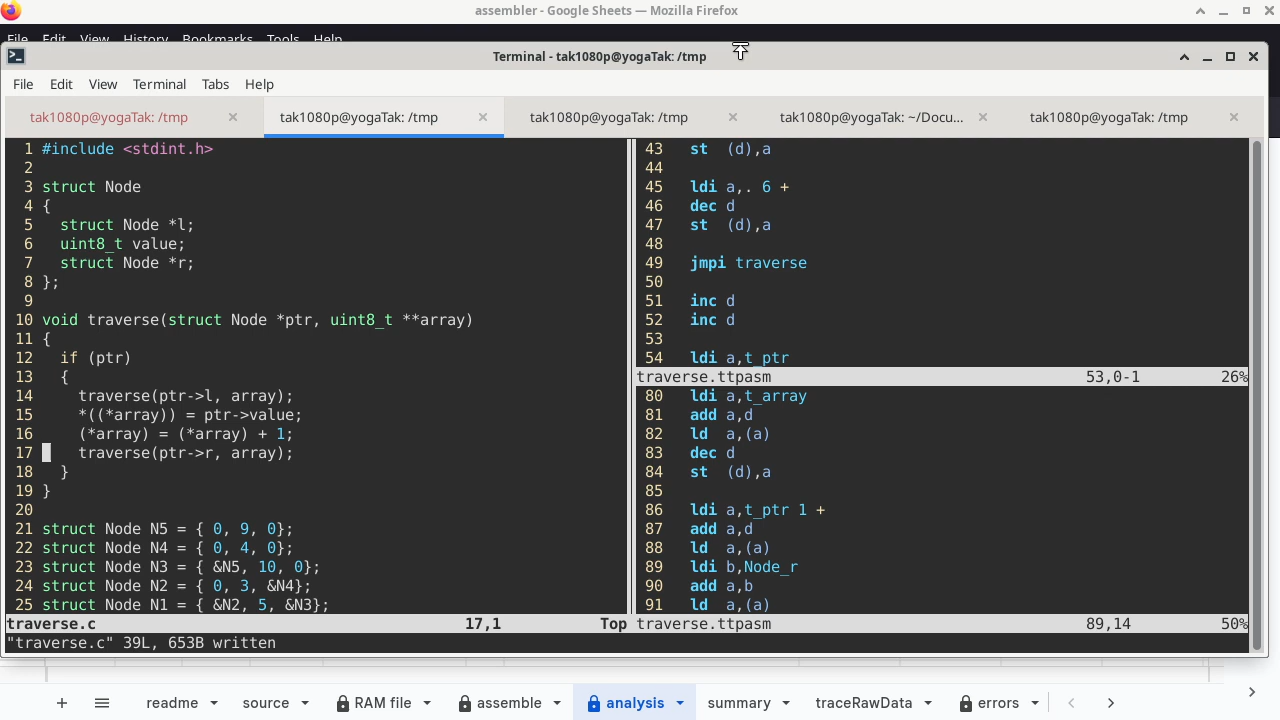 assembler - Google Sheets — Mozilla Firefox
File Edit View History Bookmarks Tools Help
Terminal - tak1080p@yogaTak: /tmp
File Edit View Terminal Tabs Help
tak1080p@yogaTak: /tmp tak1080p@yogaTak: /tmp tak1080p@yogaTak: /tmp tak1080p@yogaTak: ~/Docu... tak1080p@yogaTak: /tmp
1 #include <stdint.h>
2
3 struct Node
4 {
5   struct Node *l;
6   uint8_t value;
7   struct Node *r;
8 };
9
10 void traverse(struct Node *ptr, uint8_t **array)
11 {
12   if (ptr)
13   {
14     traverse(ptr->l, array);
15     *((*array)) = ptr->value;
16     (*array) = (*array) + 1;
17     traverse(ptr->r, array);
18   }
19 }
20
21 struct Node N5 = { 0, 9, 0};
22 struct Node N4 = { 0, 4, 0};
23 struct Node N3 = { &N5, 10, 0};
24 struct Node N2 = { 0, 3, &N4};
25 struct Node N1 = { &N2, 5, &N3};
traverse.c 17,1 Top
"traverse.c" 39L, 653B written
43   st  (d),a
44
45   ldi a,. 6 +
46   dec d
47   st  (d),a
48
49   jmpi traverse
50
51   inc d
52   inc d
53
54   ldi a,t_ptr
traverse.ttpasm 53,0-1 26%
80   ldi a,t_array
81   add a,d
82   ld  a,(a)
83   dec d
84   st  (d),a
85
86   ldi a,t_ptr 1 +
87   add a,d
88   ld  a,(a)
89   ldi b,Node_r
90   add a,b
91   ld  a,(a)
traverse.ttpasm 89,14 50%
readme source RAM file assemble analysis summary traceRawData errors